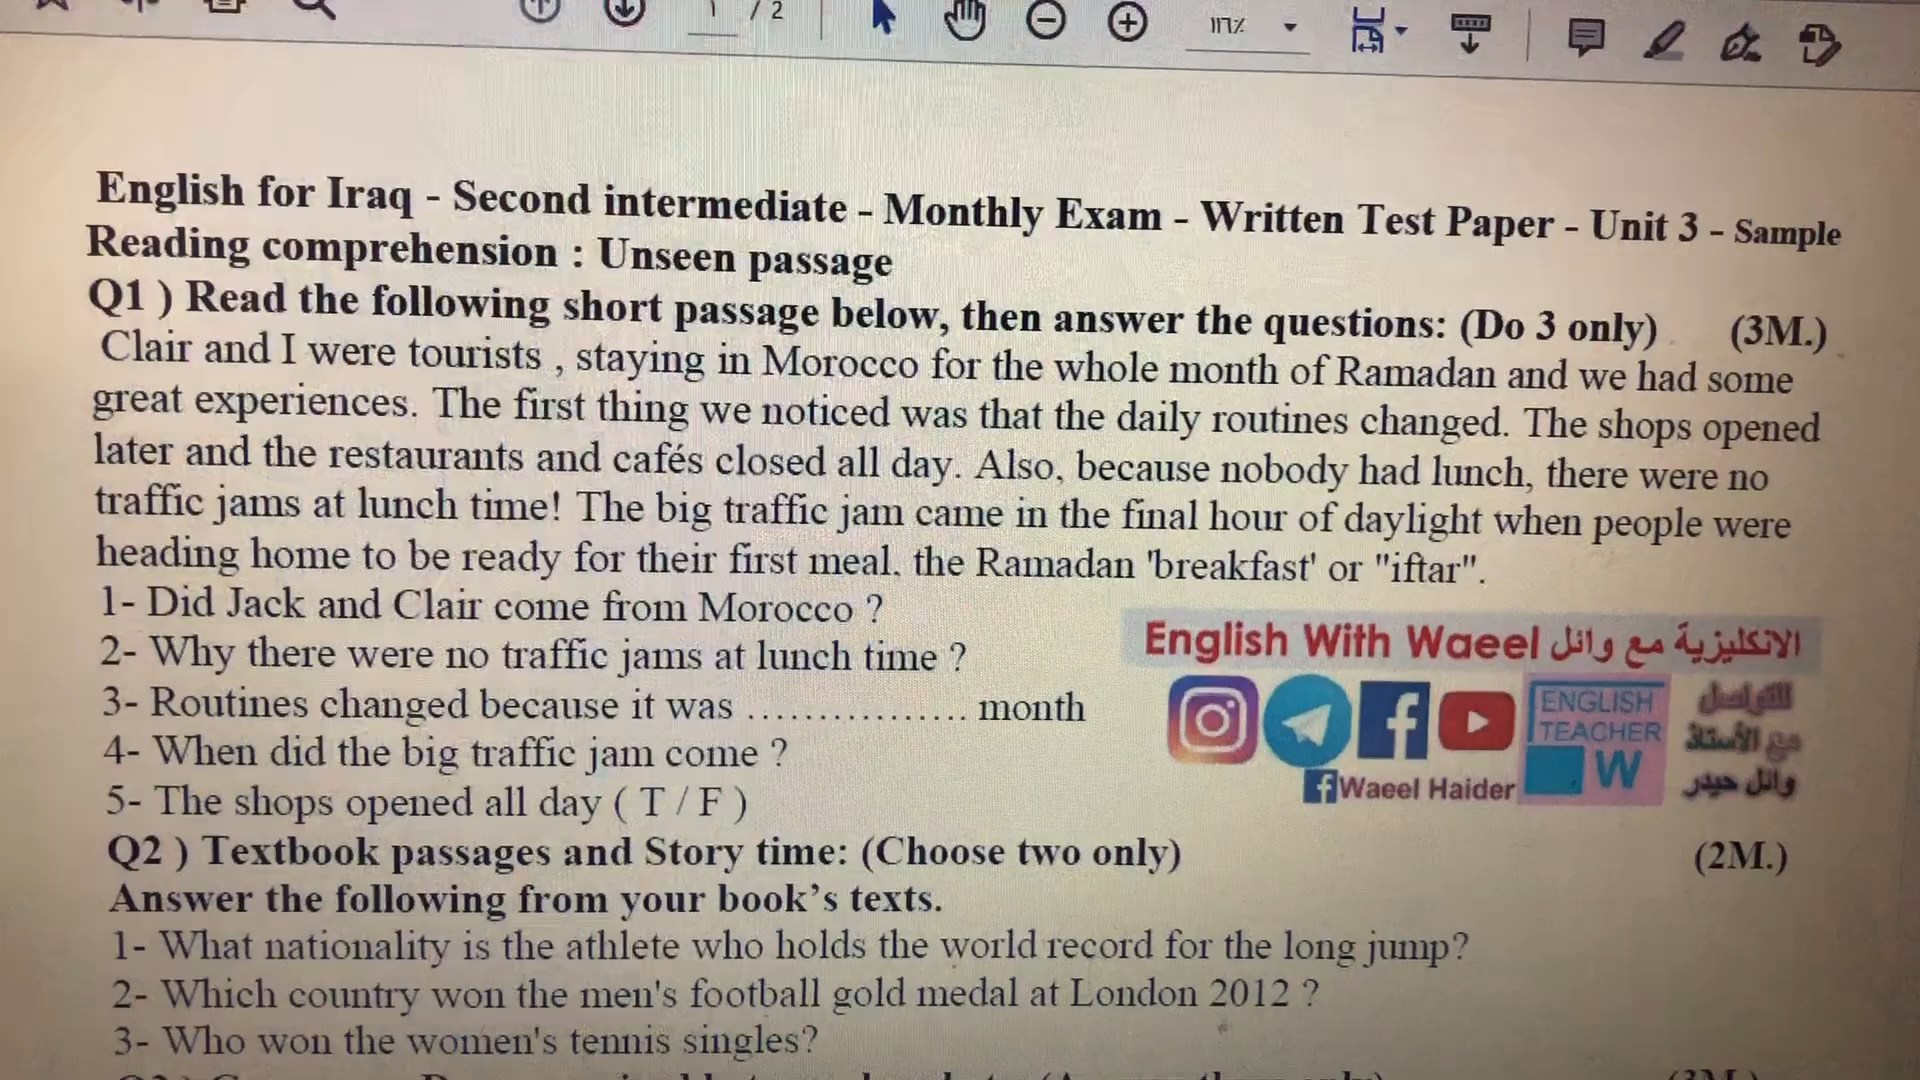 1 / 2
117%
English for Iraq - Second intermediate - Monthly Exam - Written Test Paper - Unit 3 - Sample
Reading comprehension : Unseen passage
Q1 ) Read the following short passage below, then answer the questions: (Do 3 only) (3M.)
Clair and I were tourists , staying in Morocco for the whole month of Ramadan and we had some
great experiences. The first thing we noticed was that the daily routines changed. The shops opened
later and the restaurants and cafés closed all day. Also, because nobody had lunch, there were no
traffic jams at lunch time! The big traffic jam came in the final hour of daylight when people were
heading home to be ready for their first meal, the Ramadan 'breakfast' or "iftar".
1- Did Jack and Clair come from Morocco ?
2- Why there were no traffic jams at lunch time ?
3- Routines changed because it was ................ month
4- When did the big traffic jam come ?
5- The shops opened all day ( T / F )
English With Waeel الانكليزية مع وائل
ENGLISH
TEACHER
W
للتواصل
مع الأستاذ
وائل حيدر
Waeel Haider
Q2 ) Textbook passages and Story time: (Choose two only) (2M.)
Answer the following from your book’s texts.
1- What nationality is the athlete who holds the world record for the long jump?
2- Which country won the men's football gold medal at London 2012 ?
3- Who won the women's tennis singles?